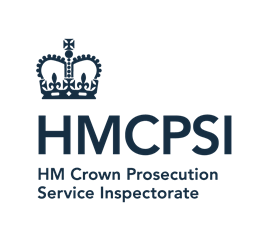 HMCPSI
HM Crown Prosecution
Service Inspectorate